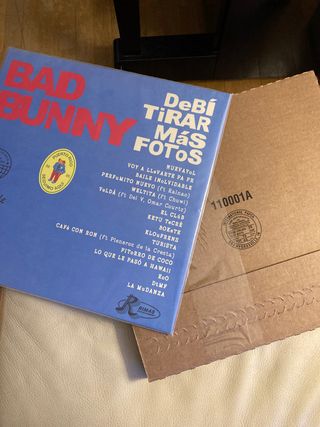 BAD
BUNNY
DeBÍ
TiRAR
MáS
FOToS
NUEVAYoL
VOY A LLeVARTE PA PR
BAILE INoLVIDABLE
PERFuMITO NUEVO (ft RaiNao)
WELTiTA (ft Chuwi)
VeLDÁ (ft Dei V, Omar Courtz)
EL CLúB
KETU TeCRÉ
BOKeTE
KLOuFRENS
TURiSTA
CAFé CON RON (ft Pleneros de la Cresta)
PIToRRO DE COCO
LO QUE LE PASÓ A HAWAii
EoO
DtMF
LA MuDANZA
RIMAS
110001A